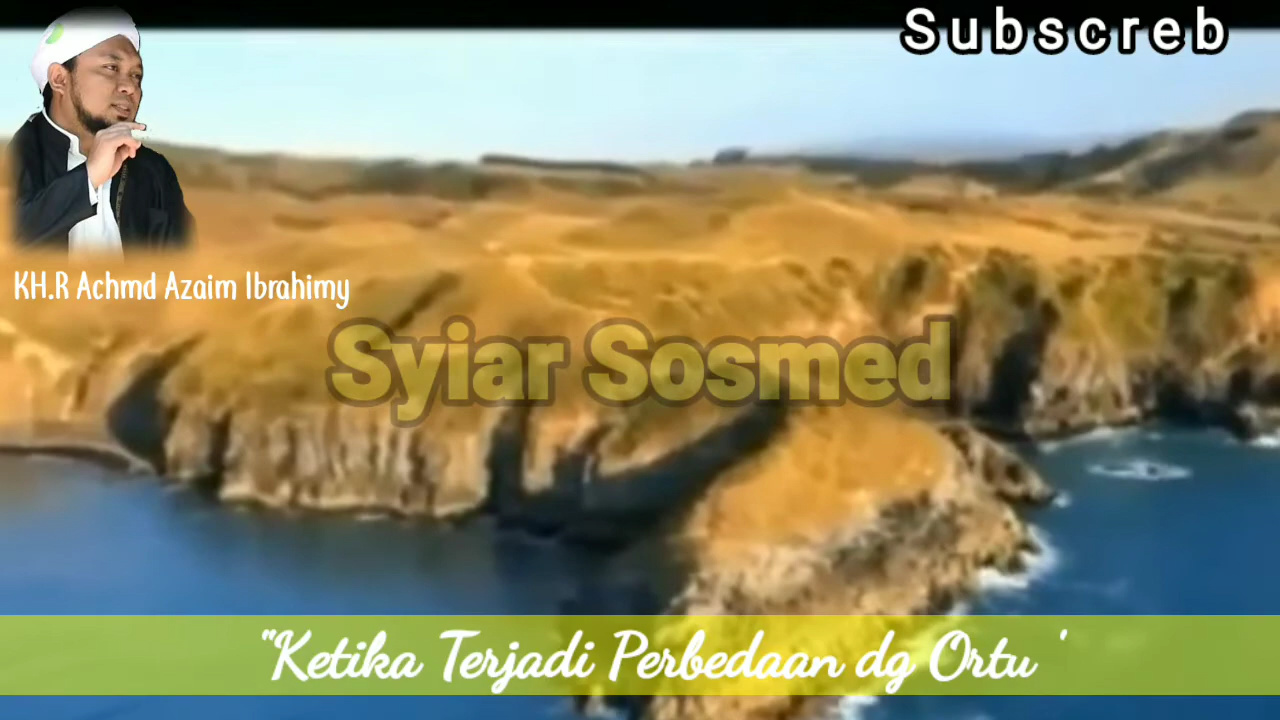 Subscreb
KH.R Achmd Azaim Ibrahimy
Syiar Sosmed
"Ketika Terjadi Perbedaan dg Ortu '